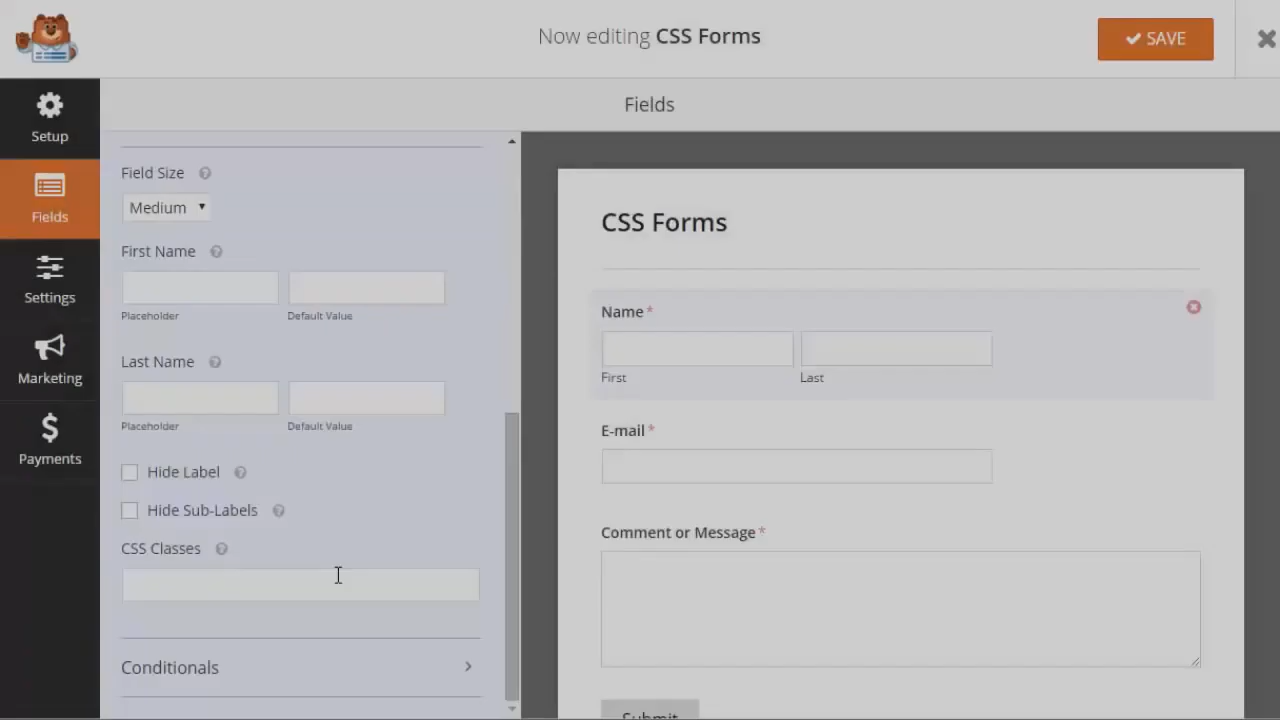 Now editing CSS Forms
SAVE
Setup
Fields
Settings
Marketing
Payments
Fields
Field Size
Medium
First Name
Placeholder
Default Value
Last Name
Placeholder
Default Value
Hide Label
Hide Sub-Labels
CSS Classes
Conditionals
CSS Forms
Name *
First
Last
E-mail *
Comment or Message *
Submit